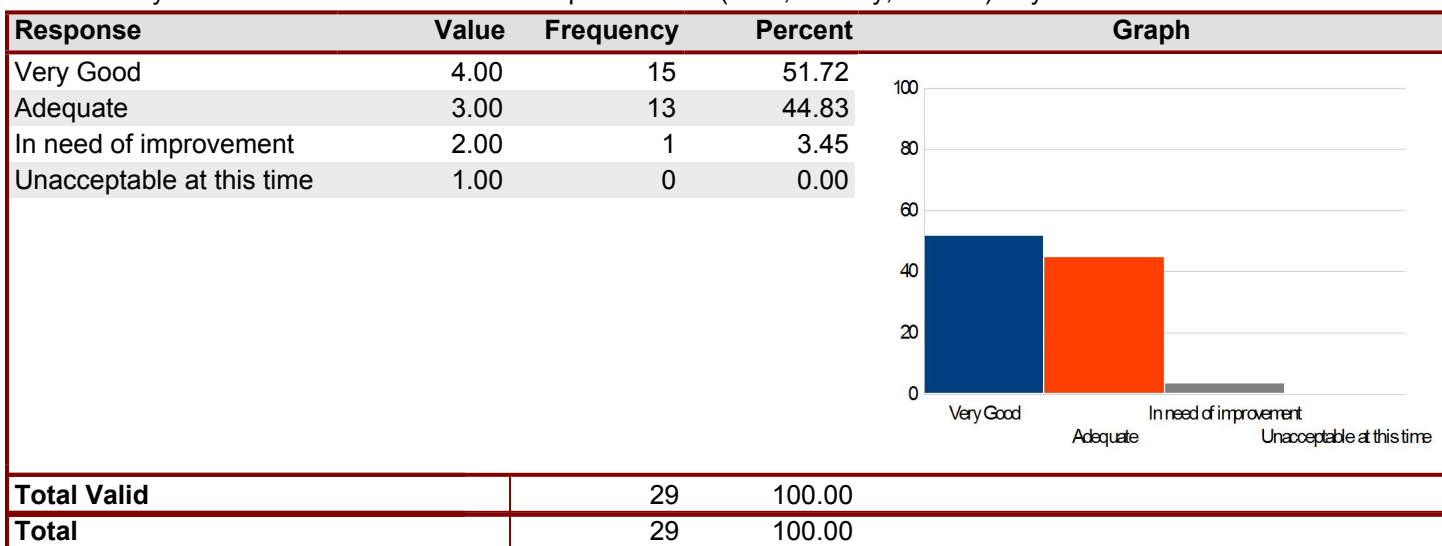 Response Value Frequency Percent Graph
Very Good 4.00 15 51.72
Adequate 3.00 13 44.83
In need of improvement 2.00 1 3.45
Unacceptable at this time 1.00 0 0.00
100
80
60
40
20
0
Very Good In need of improvement
Adequate Unacceptable at this time
Total Valid 29 100.00
Total 29 100.00